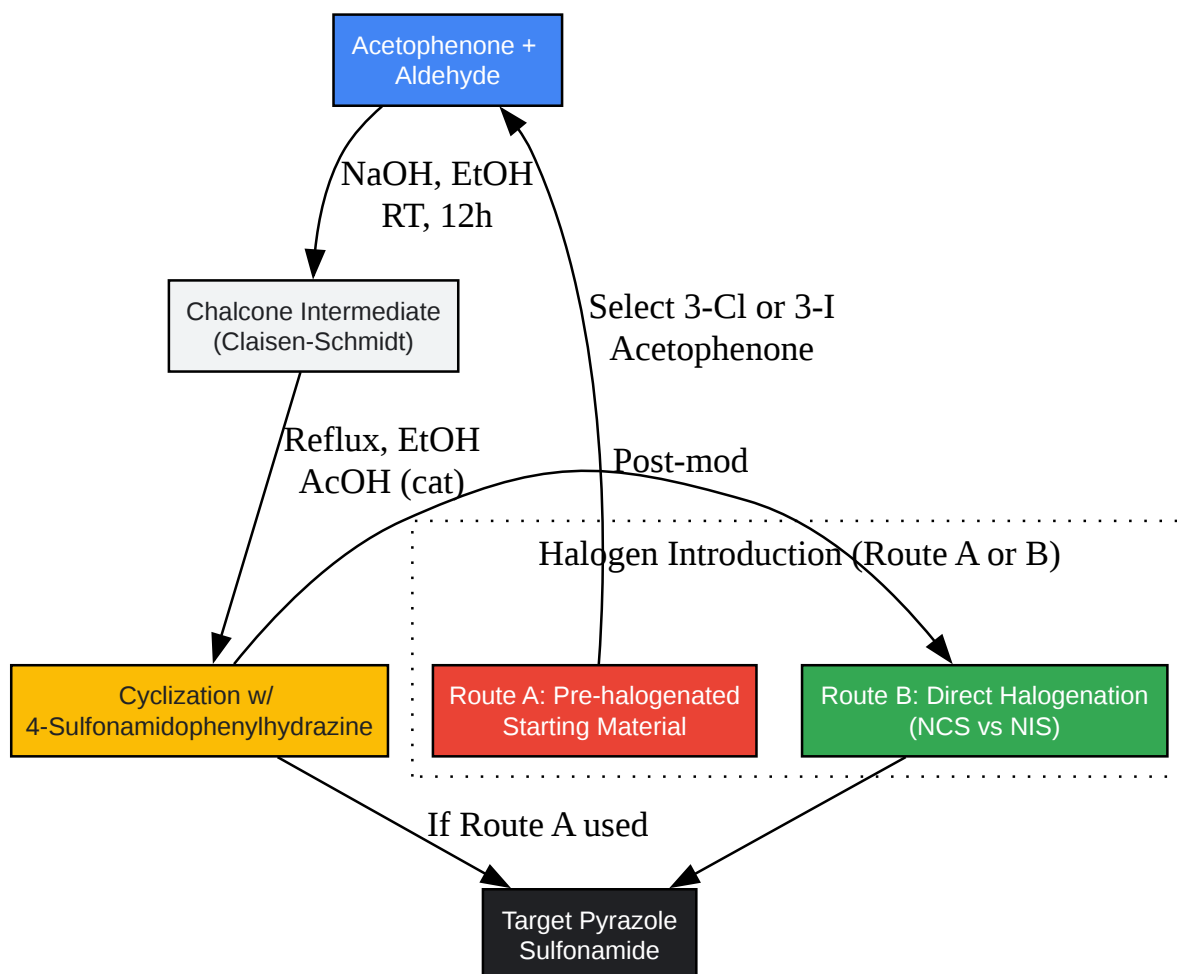 Acetophenone +
Aldehyde
NaOH, EtOH
RT, 12h
Chalcone Intermediate
(Claisen-Schmidt)
Select 3-Cl or 3-I
Acetophenone
Reflux, EtOH
AcOH (cat)
Post-mod
Halogen Introduction (Route A or B)
Cyclization w/
4-Sulfonamidophenylhydrazine
Route A: Pre-halogenated
Starting Material
Route B: Direct Halogenation
(NCS vs NIS)
If Route A used
Target Pyrazole
Sulfonamide